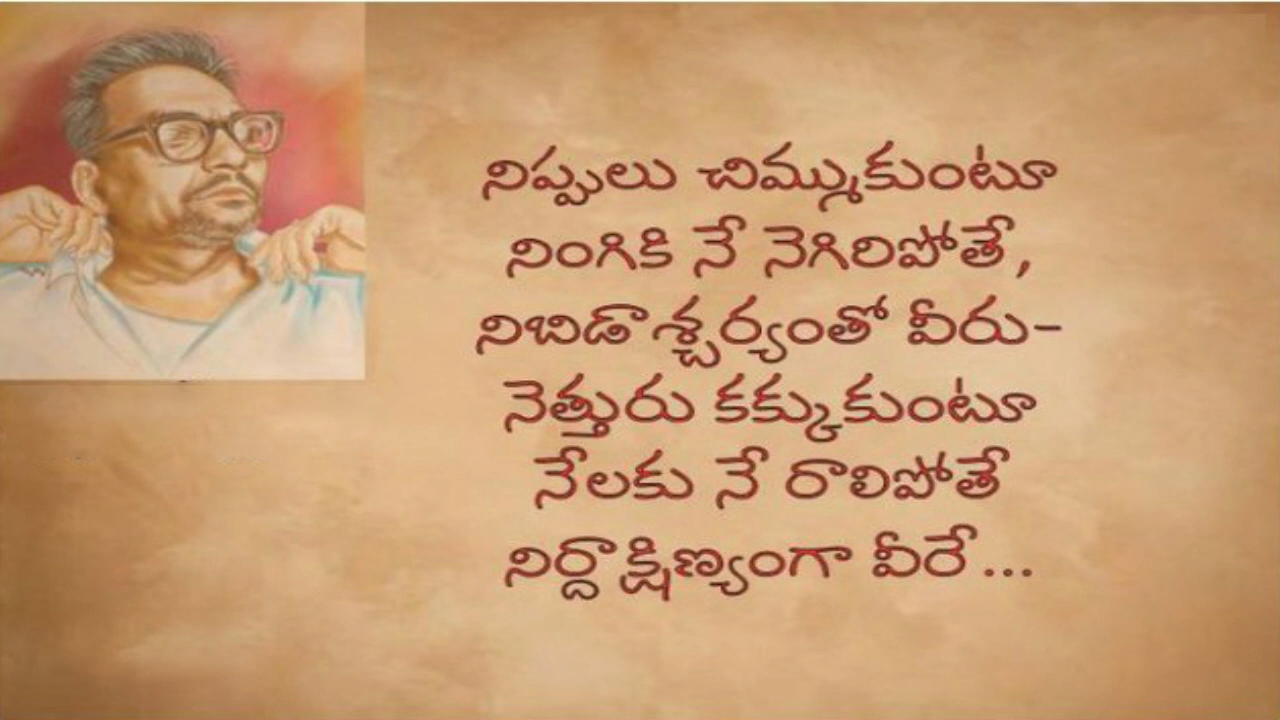 నిప్పులు చిమ్ముకుంటూ
నింగికి నే నెగిరిపోతే,
నిబిడాశ్చర్యంతో వీరు-
నెత్తురు కక్కుకుంటూ
నేలకు నే రాలిపోతే
నిర్దాక్షిణ్యంగా వీరే...